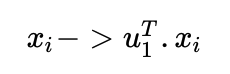 x_i -> u_1^T . x_i